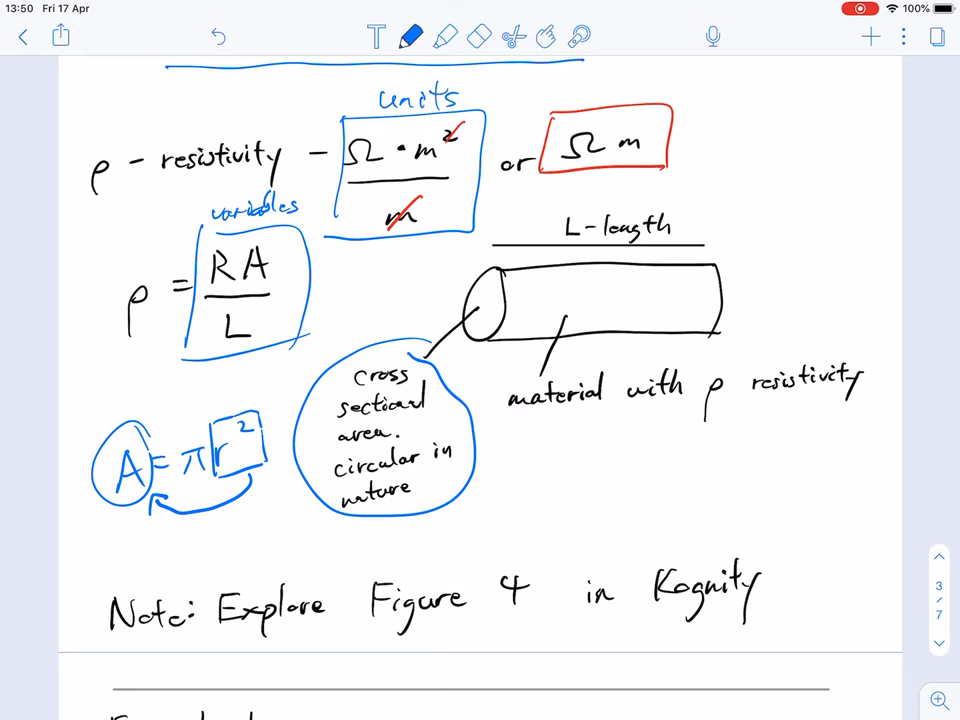 13:50 Fri 17 Apr
100%
units
ρ - resistivity - Ω · m² / m or Ω m
variables
ρ = RA / L
L-length
cross
sectional
area.
circular in
nature
material with ρ resistivity
A = πr²
Note: Explore Figure 4 in Kognity
3
/
7